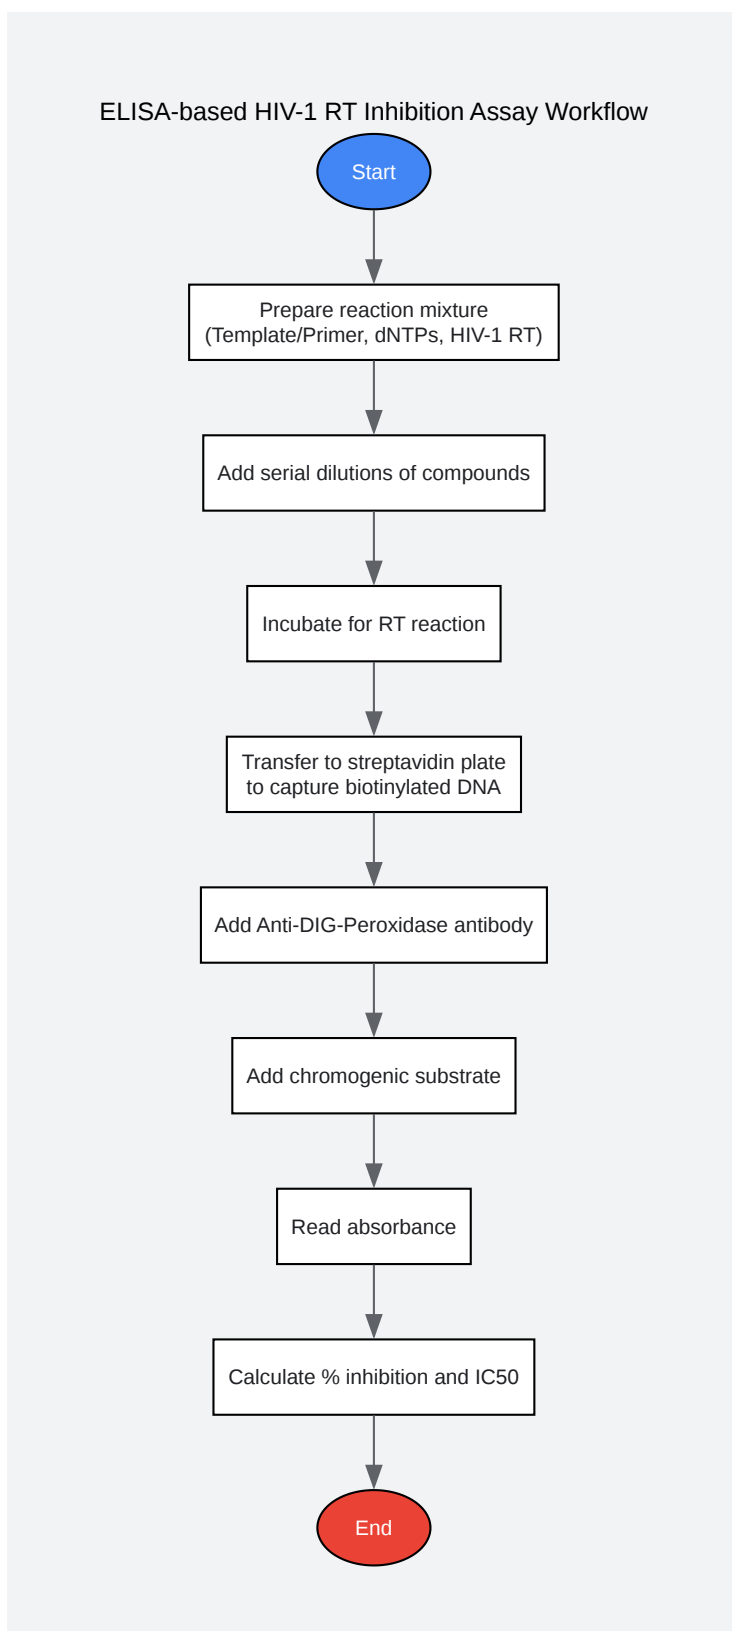 ELISA-based HIV-1 RT Inhibition Assay Workflow
Start
Prepare reaction mixture
(Template/Primer, dNTPs, HIV-1 RT)
Add serial dilutions of compounds
Incubate for RT reaction
Transfer to streptavidin plate
to capture biotinylated DNA
Add Anti-DIG-Peroxidase antibody
Add chromogenic substrate
Read absorbance
Calculate % inhibition and IC50
End